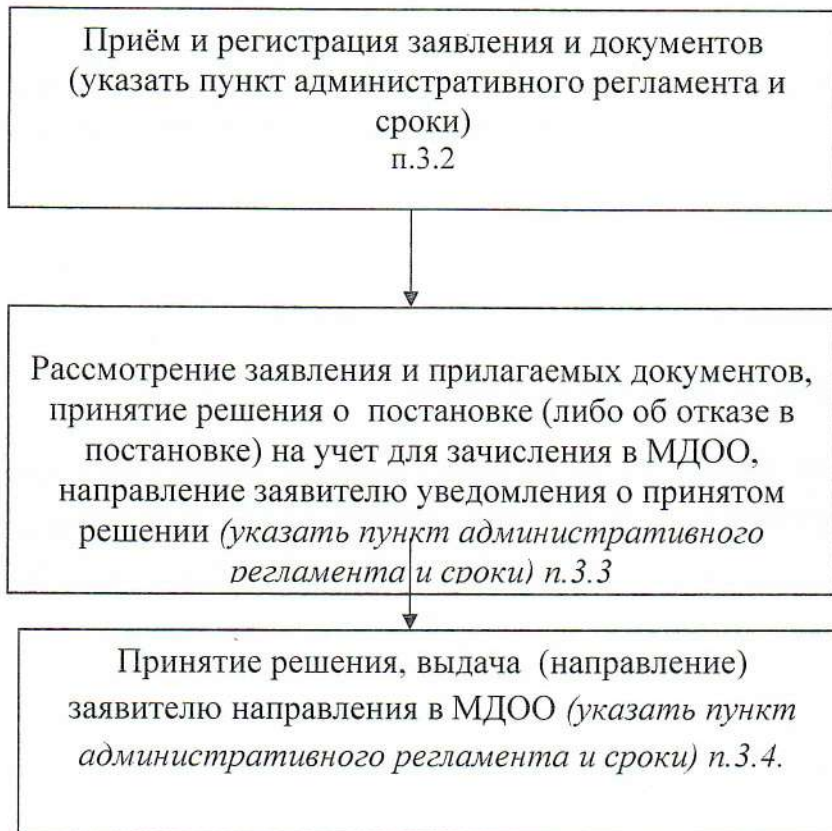 Приём и регистрация заявления и документов
(указать пункт административного регламента и
сроки)
п.3.2
Рассмотрение заявления и прилагаемых документов,
принятие решения о постановке (либо об отказе в
постановке) на учет для зачисления в МДОО,
направление заявителю уведомления о принятом
решении (указать пункт административного
регламента и сроки) п.3.3
Принятие решения, выдача (направление)
заявителю направления в МДОО (указать пункт
административного регламента и сроки) п.3.4.